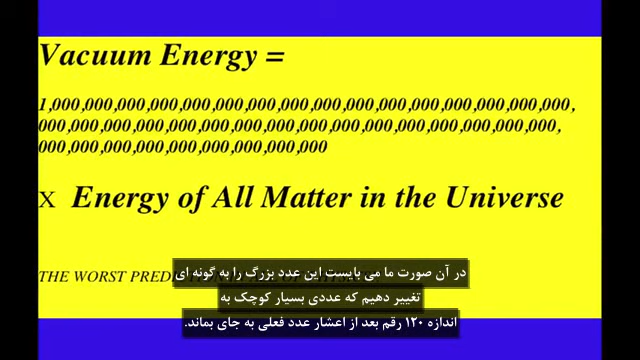 Vacuum Energy =
1,000,000,000,000,000,000,000,000,000,000,000,000,000,000,000,000,
000,000,000,000,000,000,000,000,000,000,000,000,000,000,000,000,
000,000,000,000,000,000,000,000,000
X Energy of All Matter in the Universe
THE WORST
در آن صورت ما می بایست این عدد بزرگ را به گونه ای
تغییر دهیم که عددی بسیار کوچک به
اندازه ۱۲۰ رقم بعد از اعشار عدد فعلی به جای بماند.